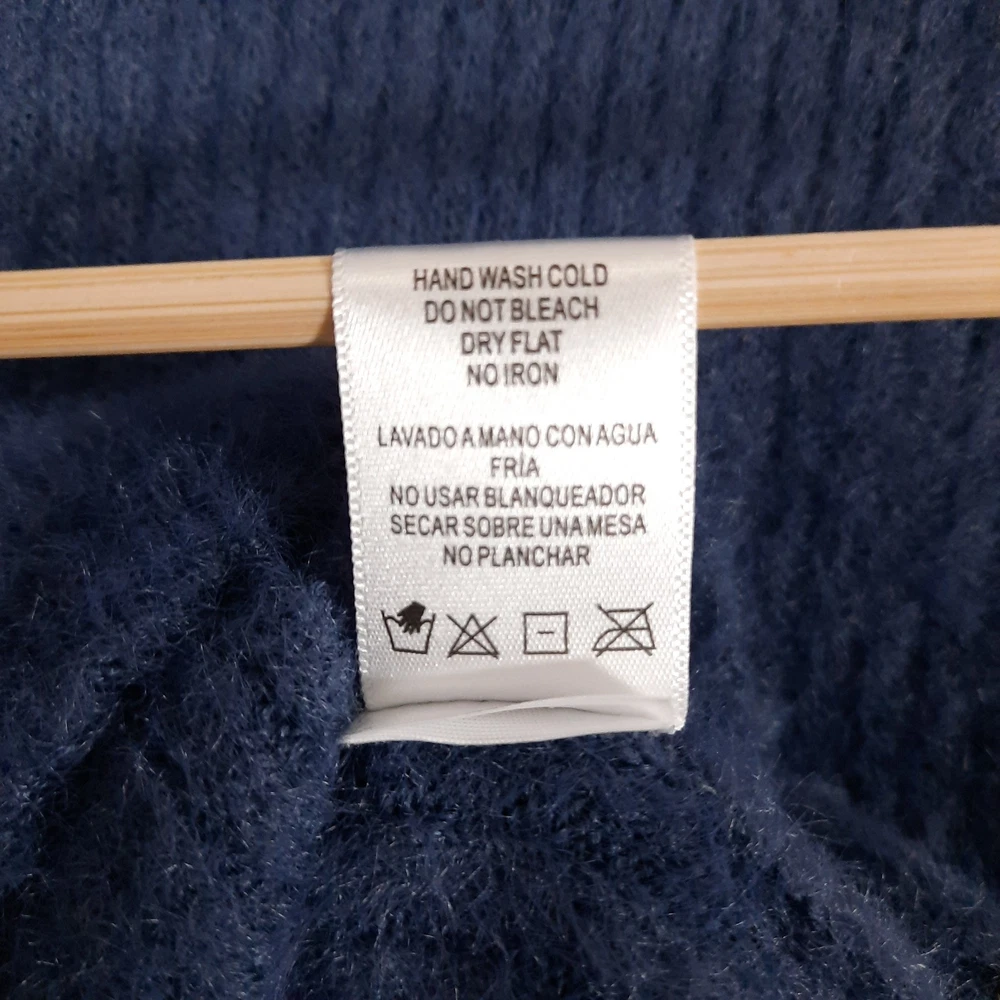 HAND WASH COLD
DO NOT BLEACH
DRY FLAT
NO IRON
LAVADO A MANO CON AGUA
FRÍA
NO USAR BLANQUEADOR
SECAR SOBRE UNA MESA
NO PLANCHAR